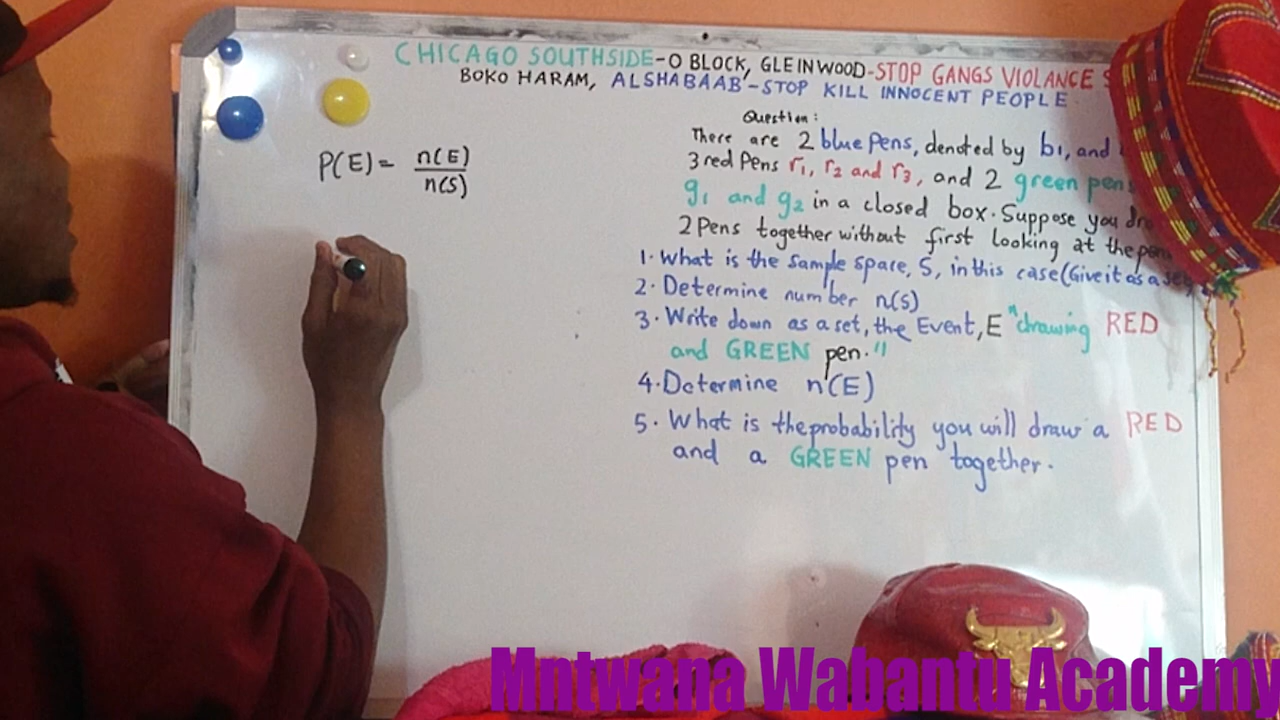 CHICAGO SOUTHSIDE-O BLOCK, GLEINWOOD-STOP GANGS VIOLANCE
BOKO HARAM, ALSHABAAB-STOP KILL INNOCENT PEOPLE
Question:
There are 2 blue Pens, denoted by b1, and
3 red Pens r1, r2 and r3, and 2 green pens
g1 and g2 in a closed box. Suppose you
2 Pens together without first looking at the
1. What is the Sample space, S, in this case (Give it as a set
2. Determine number n(S)
3. Write down as a set, the Event, E "drawing RED
and GREEN pen."
4. Determine n(E)
5. What is the probability you will draw a RED
and a GREEN pen together.
P(E) = n(E)
n(S)
Mntwana Wabantu Academy